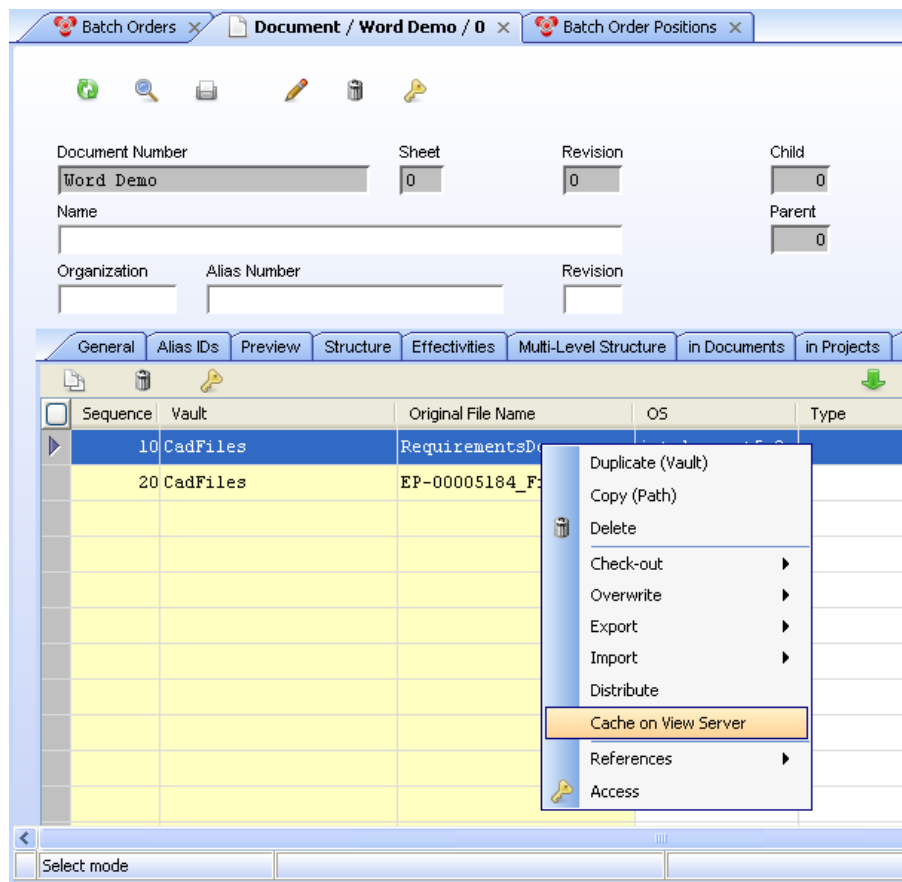 Batch Orders
Document / Word Demo / 0
Batch Order Positions
Document Number
Sheet
Revision
Child
Word Demo
0
0
0
Name
Parent
0
Organization
Alias Number
Revision
General
Alias IDs
Preview
Structure
Effectivities
Multi-Level Structure
in Documents
in Projects
Sequence
Vault
Original File Name
OS
Type
10
CadFiles
RequirementsDo
20
CadFiles
EP-00005184_Fi
Duplicate (Vault)
Copy (Path)
Delete
Check-out
Overwrite
Export
Import
Distribute
Cache on View Server
References
Access
Select mode